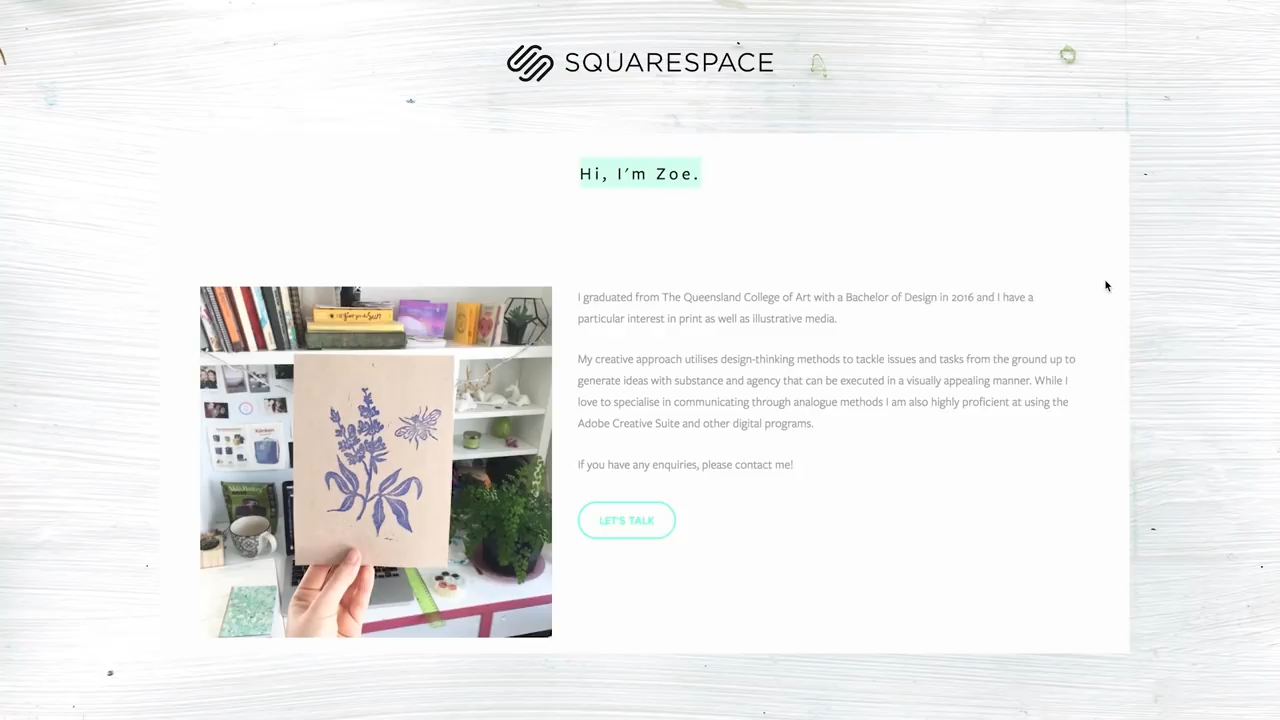 SQUARESPACE
Hi, I'm Zoe.
I graduated from The Queensland College of Art with a Bachelor of Design in 2016 and I have a
particular interest in print as well as illustrative media.
My creative approach utilises design-thinking methods to tackle issues and tasks from the ground up to
generate ideas with substance and agency that can be executed in a visually appealing manner. While I
love to specialise in communicating through analogue methods I am also highly proficient at using the
Adobe Creative Suite and other digital programs.
If you have any enquiries, please contact me!
LET'S TALK